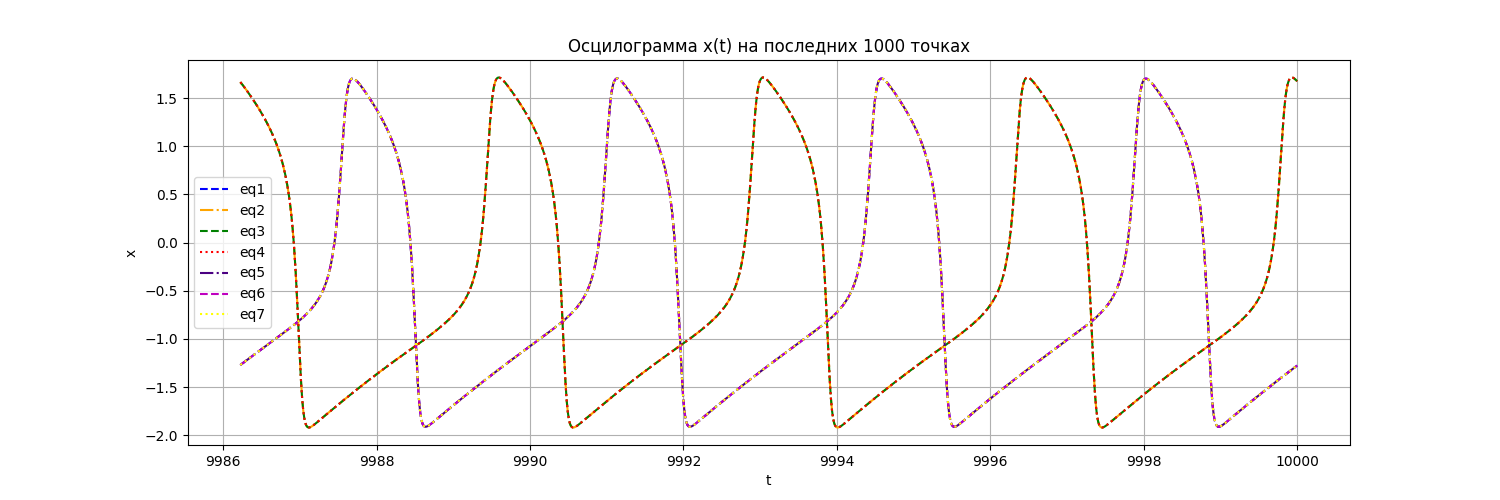 Осцилограмма x(t) на последних 1000 точках
x
1.5
1.0
0.5
0.0
−0.5
−1.0
−1.5
−2.0
eq1
eq2
eq3
eq4
eq5
eq6
eq7
9986 9988 9990 9992 9994 9996 9998 10000
t